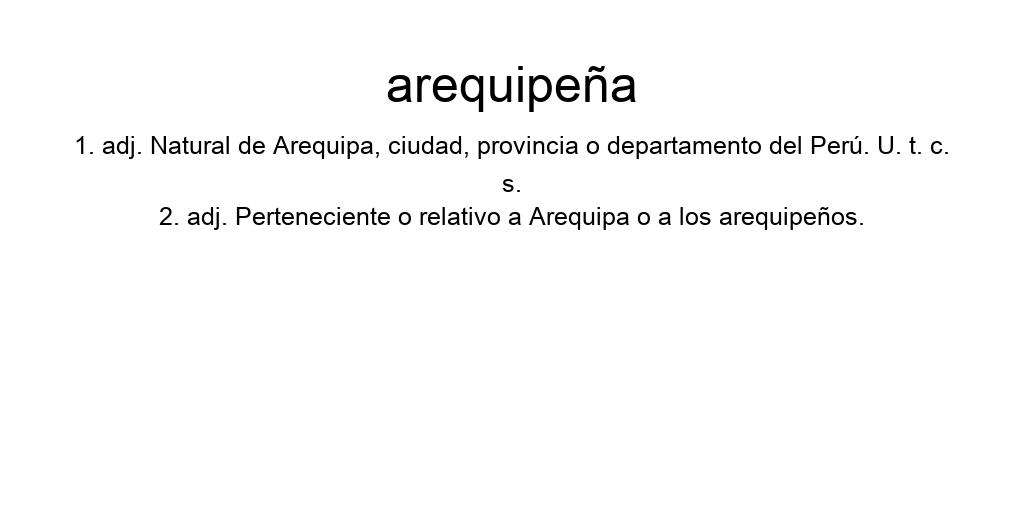 arequipeña
1. adj. Natural de Arequipa, ciudad, provincia o departamento del Perú. U. t. c.
s.
2. adj. Perteneciente o relativo a Arequipa o a los arequipeños.